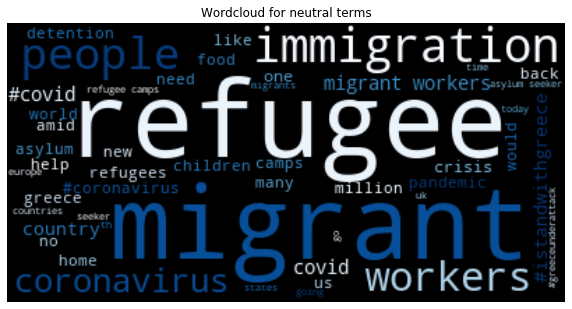 Wordcloud for neutral terms
detention
people
like
food
immigration
need
one
refugee camps
migrants
time
migrant workers
back
asylum seeker
#covid
world
amid
refugee
today
asylum
new
help
refugees
children
camps
crisis
would
europe
#coronavirus
many
million
pandemic
greece
uk
countries
seeker
country
th
migrant
no
&
home
covid
us
workers
coronavirus
states
going
#istandwithgreece
#greeceunderattack